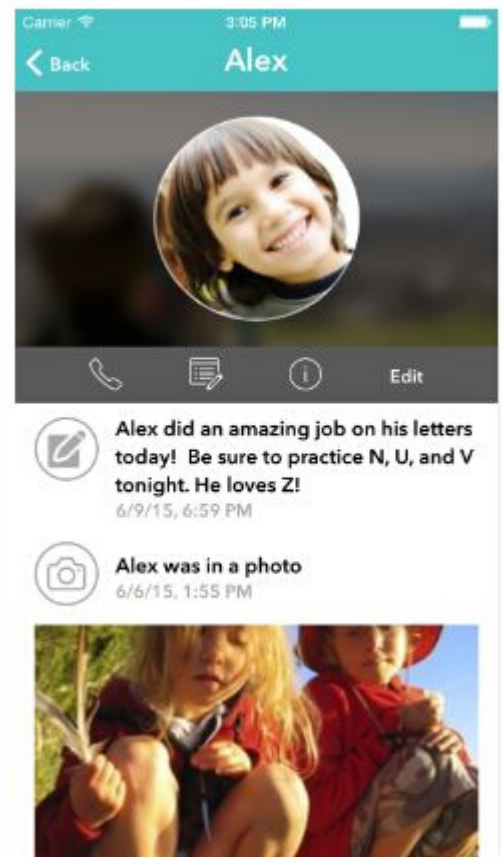 Carrier 3:05 PM
Back Alex
Edit
Alex did an amazing job on his letters
today! Be sure to practice N, U, and V
tonight. He loves Z!
6/9/15, 6:59 PM
Alex was in a photo
6/6/15, 1:55 PM